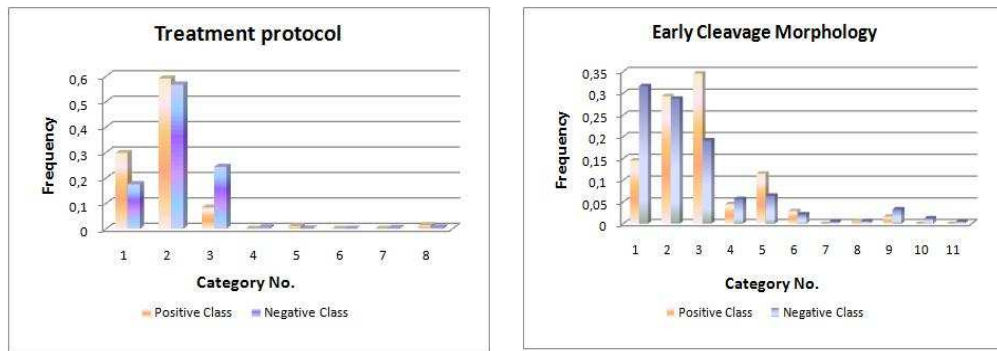 Treatment protocol
0,6
0,5
0,4
0,3
0,2
0,1
0
Frequency
1 2 3 4 5 6 7 8
Category No.
Positive Class Negative Class
Early Cleavage Morphology
0,35
0,3
0,25
0,2
0,15
0,1
0,05
0
Frequency
1 2 3 4 5 6 7 8 9 10 11
Category No.
Positive Class Negative Class